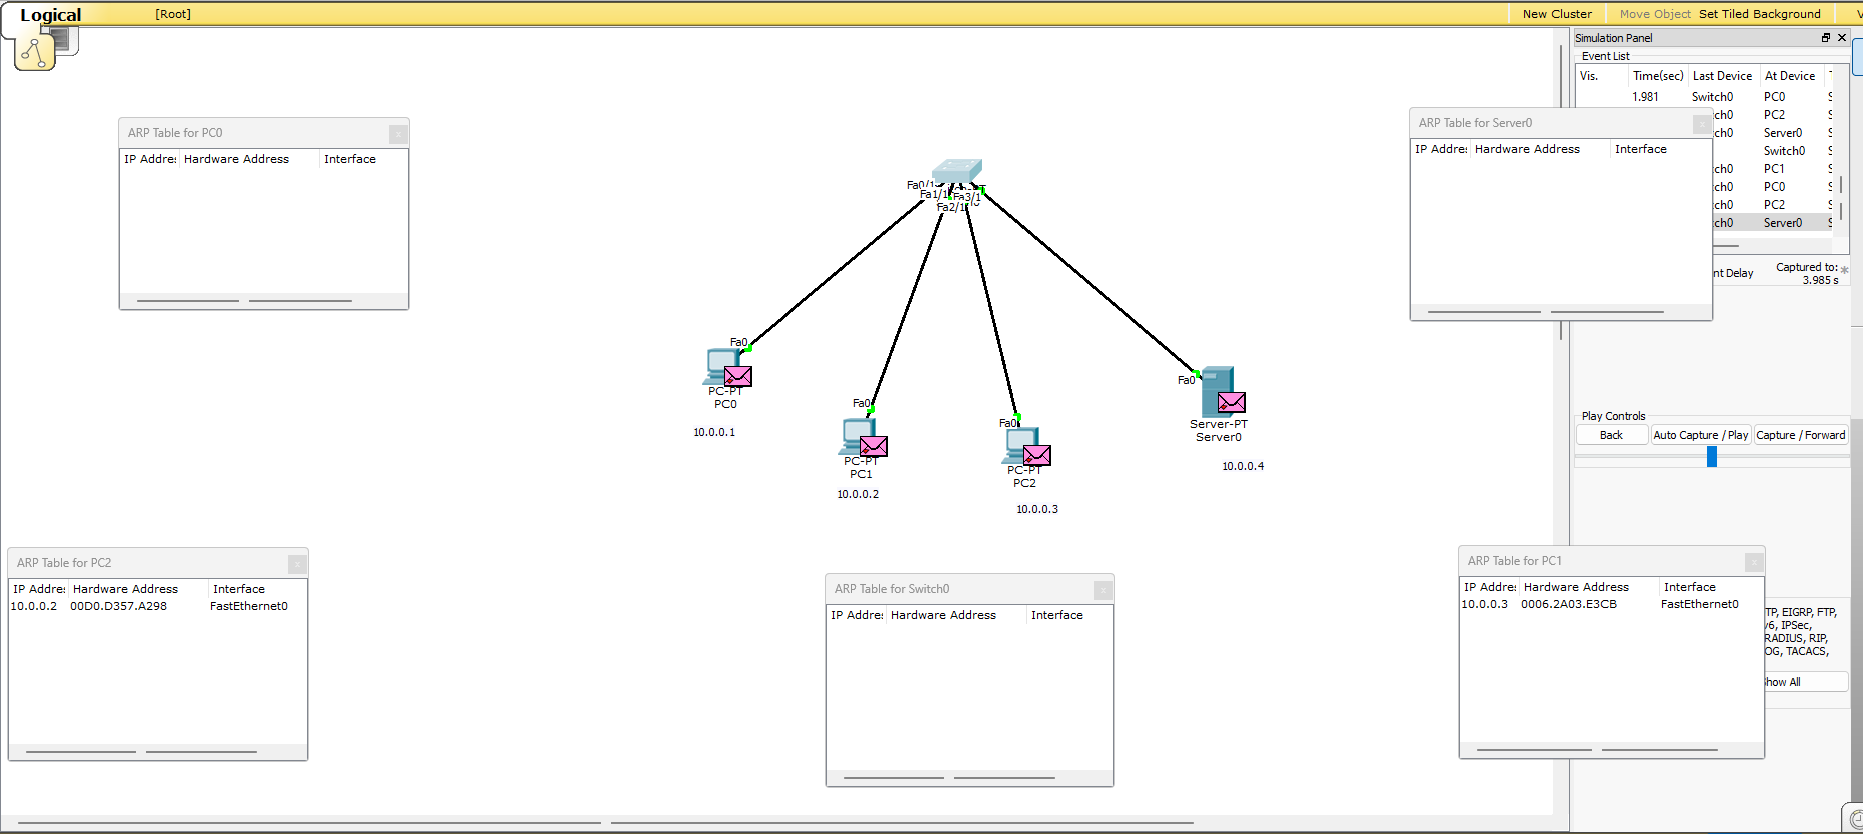 Logical [Root] New Cluster Move Object Set Tiled Background
Simulation Panel
Event List
Vis. Time(sec) Last Device At Device
1.981 Switch0 PC0
ch0 PC2
ch0 Server0
Switch0
ch0 PC1
ch0 PC0
ch0 PC2
ch0 Server0
nt Delay
Captured to:
3.985 s
Play Controls
Back Auto Capture / Play Capture / Forward
TP, EIGRP, FTP,
v6, IPSec,
RADIUS, RIP,
OG, TACACS,
Show All
ARP Table for PC0
IP Addre: Hardware Address Interface
ARP Table for Server0
IP Addre: Hardware Address Interface
Fa0/1
Fa1/1
Fa3/1
Fa2/1
Fa0
PC-PT
PC0
10.0.0.1
Fa0
PC-PT
PC1
10.0.0.2
Fa0
PC-PT
PC2
10.0.0.3
Fa0
Server-PT
Server0
10.0.0.4
ARP Table for PC2
IP Addre: Hardware Address Interface
10.0.0.2 00D0.D357.A298 FastEthernet0
ARP Table for Switch0
IP Addre: Hardware Address Interface
ARP Table for PC1
IP Addre: Hardware Address Interface
10.0.0.3 0006.2A03.E3CB FastEthernet0